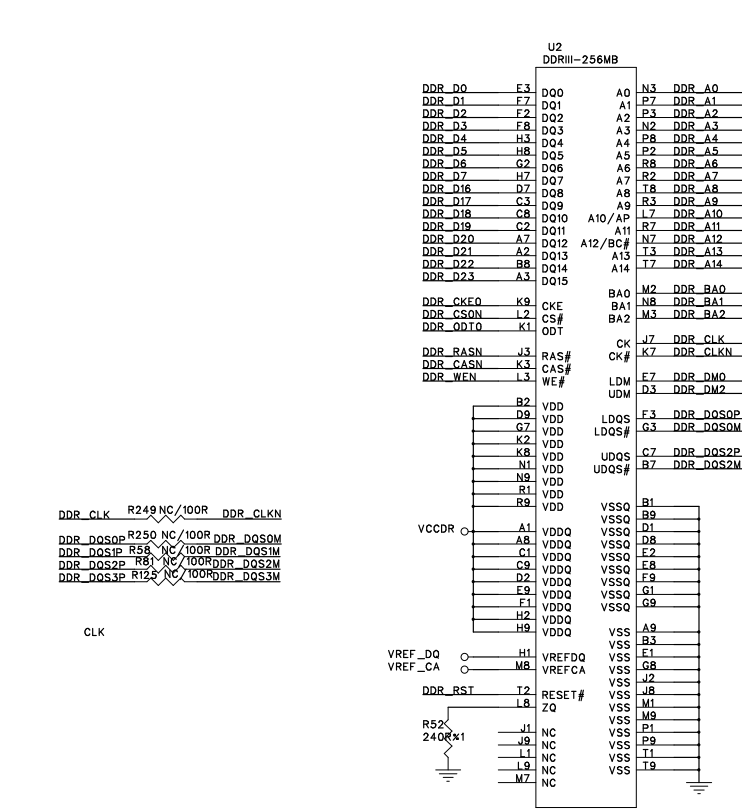 U2
DDRIII-256MB
DDR_D0 E3 DQ0 A0 N3 DDR_A0
DDR_D1 F7 DQ1 A1 P7 DDR_A1
DDR_D2 F2 DQ2 A2 P3 DDR_A2
DDR_D3 F8 DQ3 A3 N2 DDR_A3
DDR_D4 H3 DQ4 A4 P8 DDR_A4
DDR_D5 H8 DQ5 A5 P2 DDR_A5
DDR_D6 G2 DQ6 A6 R8 DDR_A6
DDR_D7 H7 DQ7 A7 R2 DDR_A7
DDR_D16 D7 DQ8 A8 T8 DDR_A8
DDR_D17 C3 DQ9 A9 R3 DDR_A9
DDR_D18 C8 DQ10 A10/AP L7 DDR_A10
DDR_D19 C2 DQ11 A11 R7 DDR_A11
DDR_D20 A7 DQ12 A12/BC# N7 DDR_A12
DDR_D21 A2 DQ13 A13 T3 DDR_A13
DDR_D22 B8 DQ14 A14 T7 DDR_A14
DDR_D23 A3 DQ15
BA0 M2 DDR_BA0
DDR_CKE0 K9 CKE BA1 N8 DDR_BA1
DDR_CS0N L2 CS# BA2 M3 DDR_BA2
DDR_ODT0 K1 ODT
CK J7 DDR_CLK
DDR_RASN J3 RAS# CK# K7 DDR_CLKN
DDR_CASN K3 CAS#
DDR_WEN L3 WE# LDM E7 DDR_DM0
UDM D3 DDR_DM2
B2 VDD
D9 VDD LDQS F3 DDR_DQS0P
G7 VDD LDQS# G3 DDR_DQS0M
K2 VDD
K8 VDD UDQS C7 DDR_DQS2P
N1 VDD UDQS# B7 DDR_DQS2M
N9 VDD
R1 VDD
R9 VDD VSSQ B1
VSSQ B9
VCCDR A1 VDDQ VSSQ D1
A8 VDDQ VSSQ D8
C1 VDDQ VSSQ E2
C9 VDDQ VSSQ E8
D2 VDDQ VSSQ F9
E9 VDDQ VSSQ G1
F1 VDDQ VSSQ G9
H2 VDDQ
H9 VDDQ VSS A9
VSS B3
VREF_DQ H1 VREFDQ VSS E1
VREF_CA M8 VREFCA VSS G8
VSS J2
DDR_RST T2 RESET# VSS J8
L8 ZQ VSS M1
VSS M9
R52
240R%1
J1 NC VSS P1
J9 NC VSS P9
L1 NC VSS T1
L9 NC VSS T9
M7 NC
DDR_CLK R249 NC/100R DDR_CLKN
DDR_DQS0P R250 NC/100R DDR_DQS0M
DDR_DQS1P R58 NC/100R DDR_DQS1M
DDR_DQS2P R81 NC/100R DDR_DQS2M
DDR_DQS3P R125 NC/100R DDR_DQS3M
CLK